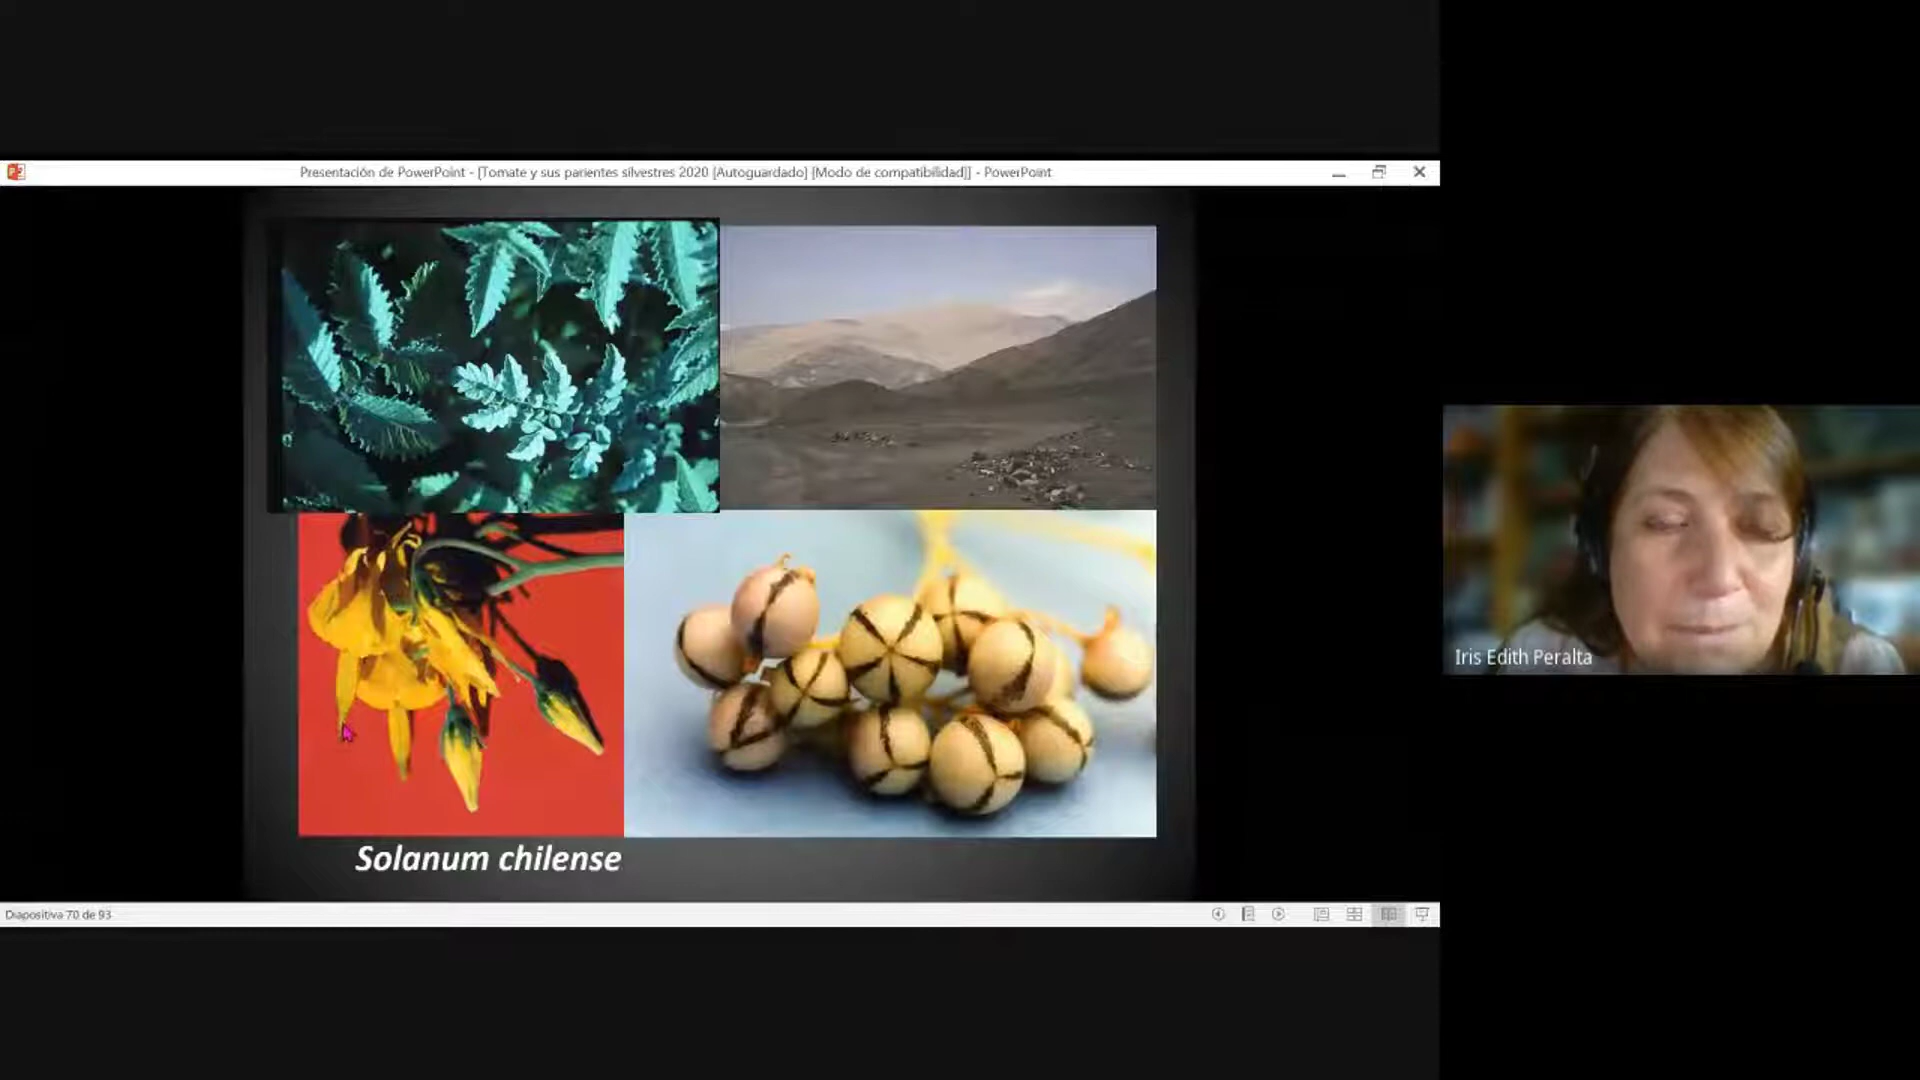 Presentación de PowerPoint - [Tomate y sus parientes silvestres 2020 [Autoguardado] [Modo de compatibilidad]] - PowerPoint
Solanum chilense
Iris Edith Peralta
Diapositiva 70 de 93